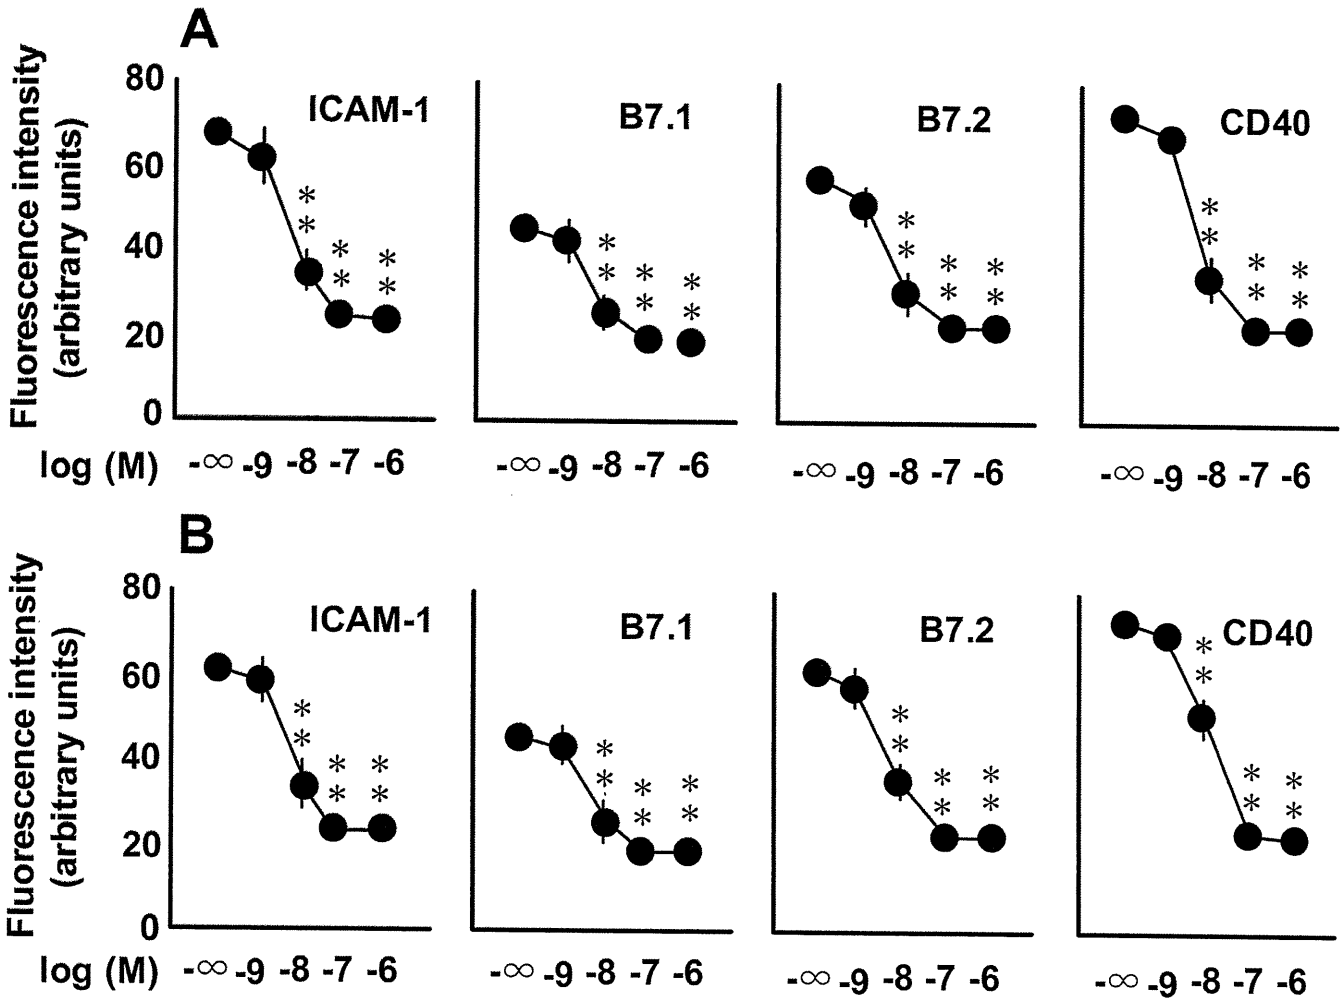 A
Fluorescence intensity
(arbitrary units)
80
60
40
20
0
ICAM-1
* *
* *
* *
B7.1
* *
* *
* *
B7.2
* *
* *
* *
CD40
* *
* *
* *
log (M) -∞ -9 -8 -7 -6 -∞ -9 -8 -7 -6 -∞ -9 -8 -7 -6 -∞ -9 -8 -7 -6
B
Fluorescence intensity
(arbitrary units)
80
60
40
20
0
ICAM-1
* *
* *
* *
B7.1
* *
* *
* *
B7.2
* *
* *
* *
CD40
* *
* *
* *
log (M) -∞ -9 -8 -7 -6 -∞ -9 -8 -7 -6 -∞ -9 -8 -7 -6 -∞ -9 -8 -7 -6